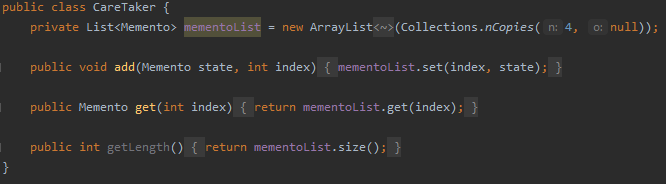 public class CareTaker {
private List<Memento> mementoList = new ArrayList<~>(Collections.nCopies( n: 4, o: null));
public void add(Memento state, int index) { mementoList.set(index, state); }
public Memento get(int index) { return mementoList.get(index); }
public int getLength() { return mementoList.size(); }
}